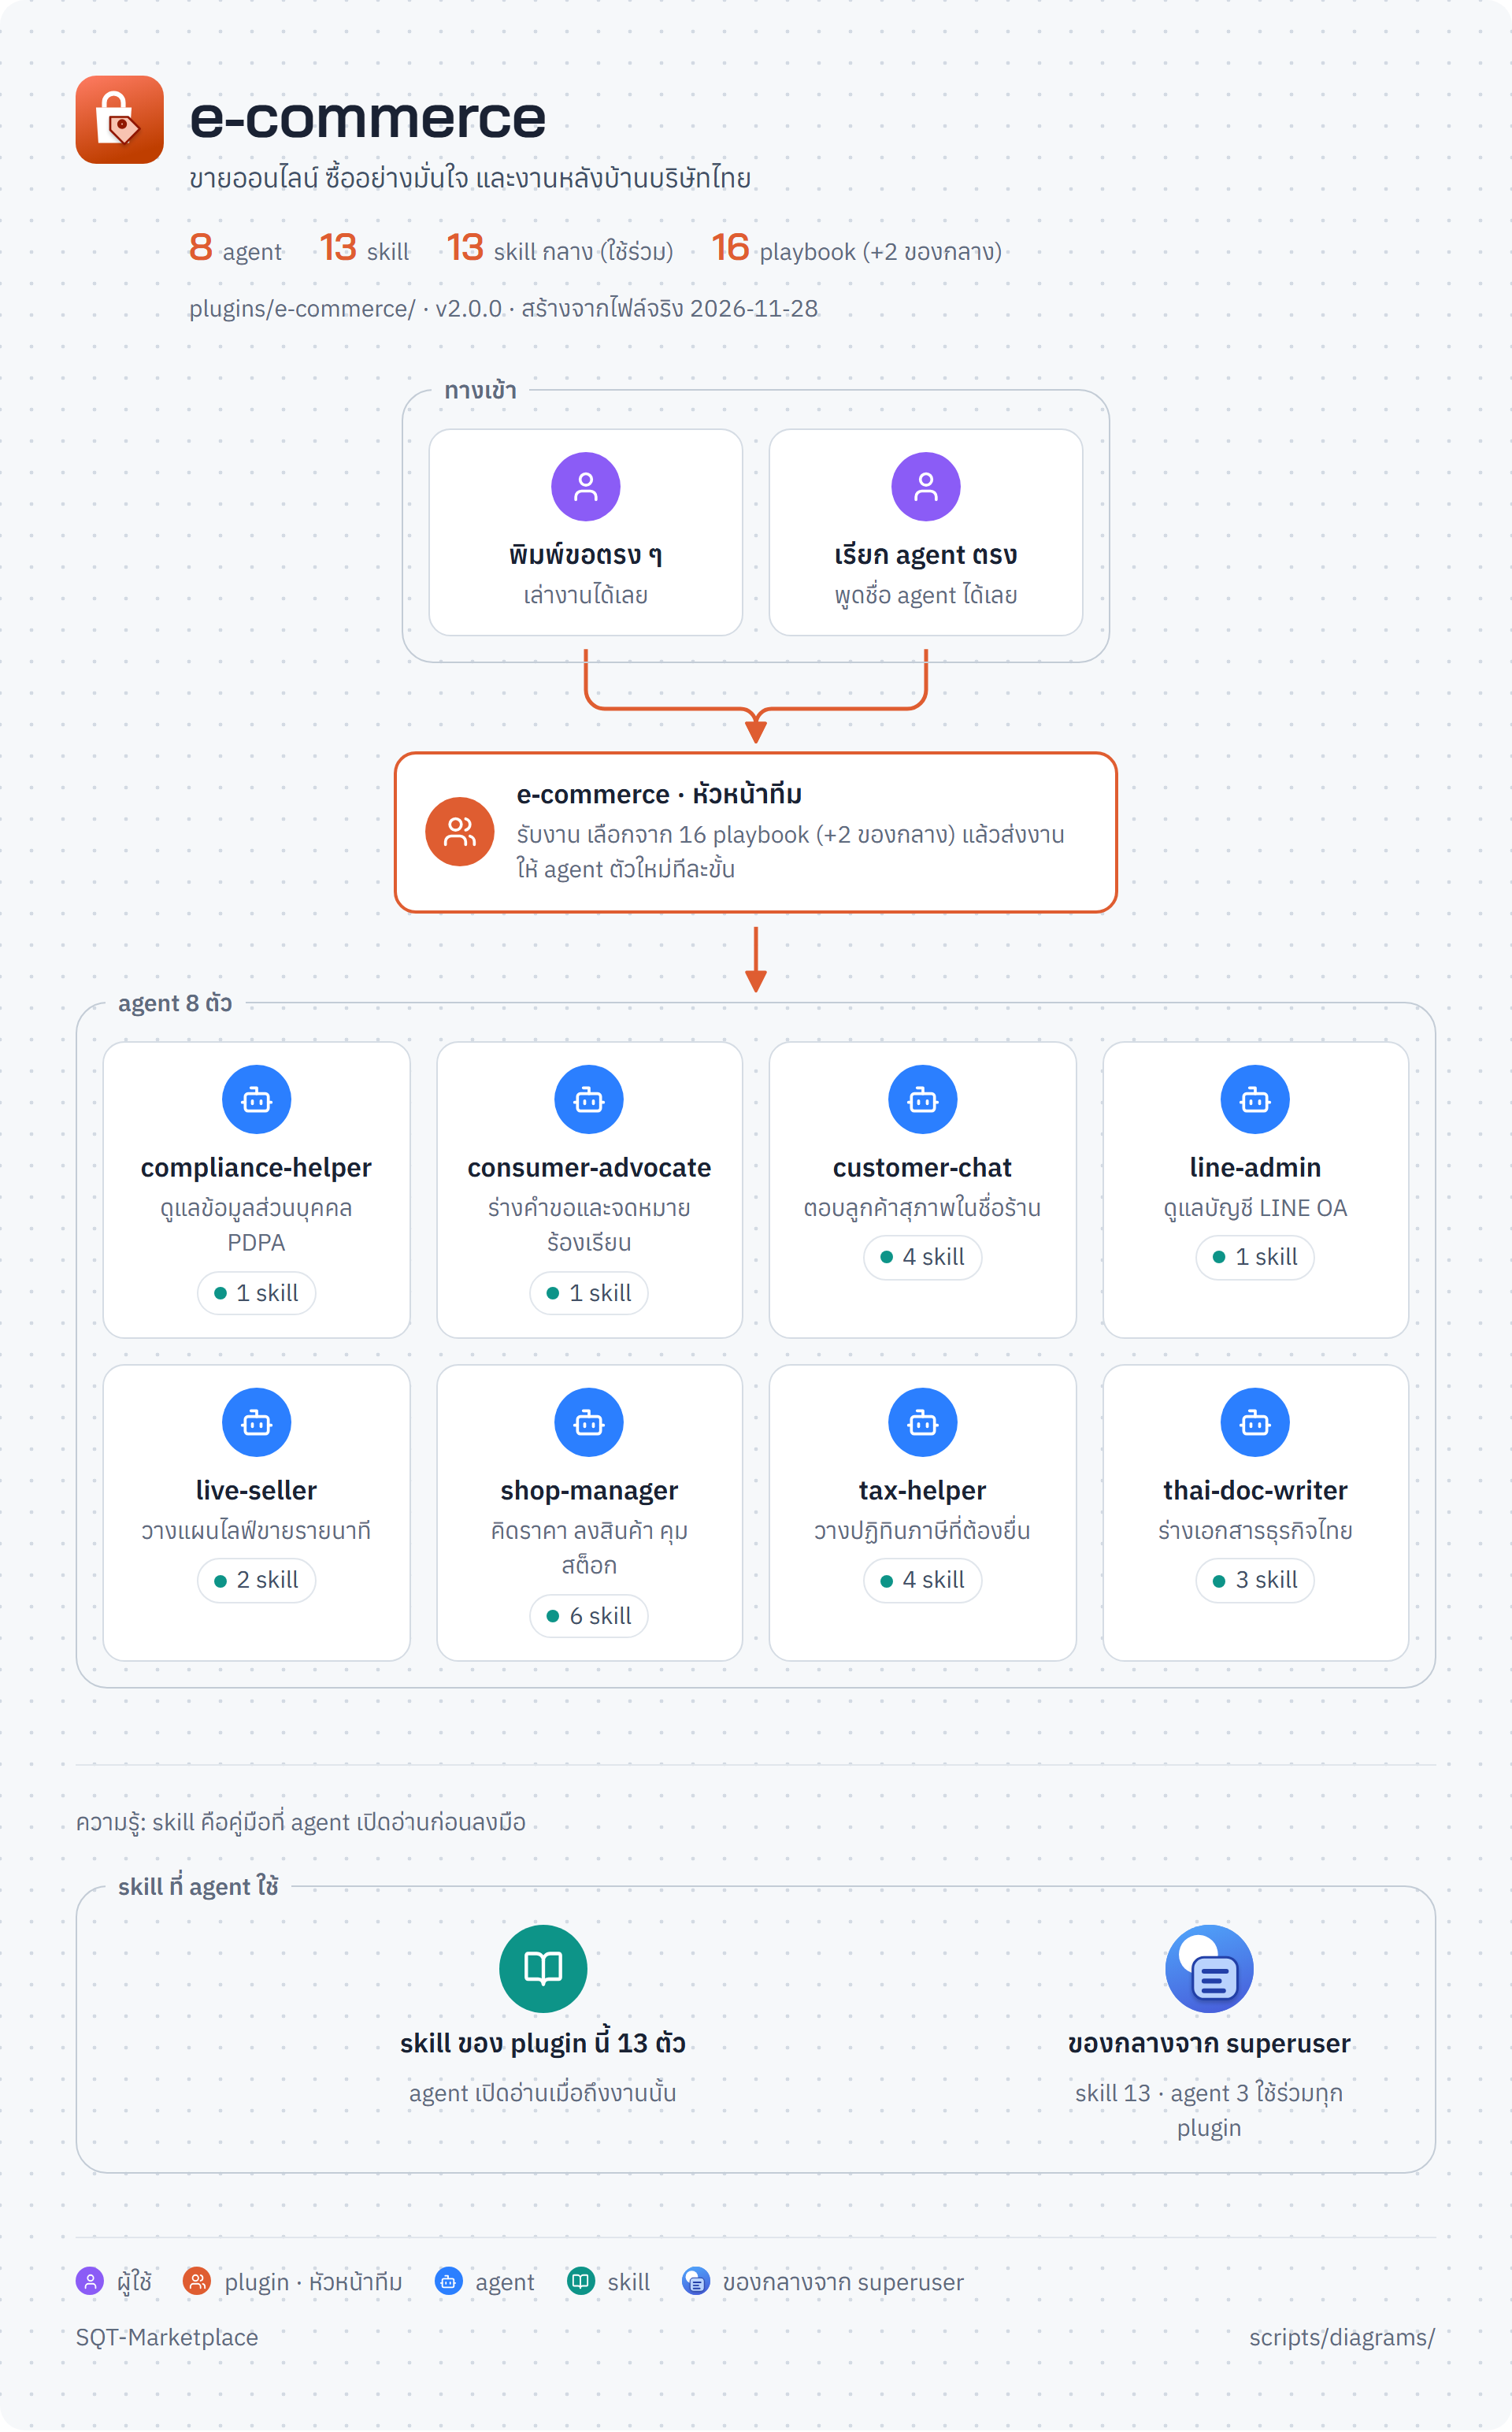 e-commerce
ขายออนไลน์ ซื้ออย่างมั่นใจ และงานหลังบ้านบริษัทไทย
8 agent 13 skill 13 skill กลาง (ใช้ร่วม) 16 playbook (+2 ของกลาง)
plugins/e-commerce/ · v2.0.0 · สร้างจากไฟล์จริง 2026-11-28
ทางเข้า
พิมพ์ขอตรง ๆ
เล่างานได้เลย
เรียก agent ตรง
พูดชื่อ agent ได้เลย
e-commerce · หัวหน้าทีม
รับงาน เลือกจาก 16 playbook (+2 ของกลาง) แล้วส่งงาน
ให้ agent ตัวใหม่ทีละขั้น
agent 8 ตัว
compliance-helper
ดูแลข้อมูลส่วนบุคคล
PDPA
1 skill
consumer-advocate
ร่างคำขอและจดหมาย
ร้องเรียน
1 skill
customer-chat
ตอบลูกค้าสุภาพในชื่อร้าน
4 skill
line-admin
ดูแลบัญชี LINE OA
1 skill
live-seller
วางแผนไลฟ์ขายรายนาที
2 skill
shop-manager
คิดราคา ลงสินค้า คุม
สต็อก
6 skill
tax-helper
วางปฏิทินภาษีที่ต้องยื่น
4 skill
thai-doc-writer
ร่างเอกสารธุรกิจไทย
3 skill
ความรู้: skill คือคู่มือที่ agent เปิดอ่านก่อนลงมือ
skill ที่ agent ใช้
skill ของ plugin นี้ 13 ตัว
agent เปิดอ่านเมื่อถึงงานนั้น
ของกลางจาก superuser
skill 13 · agent 3 ใช้ร่วมทุก
plugin
ผู้ใช้ plugin · หัวหน้าทีม agent skill ของกลางจาก superuser
SQT-Marketplace
scripts/diagrams/